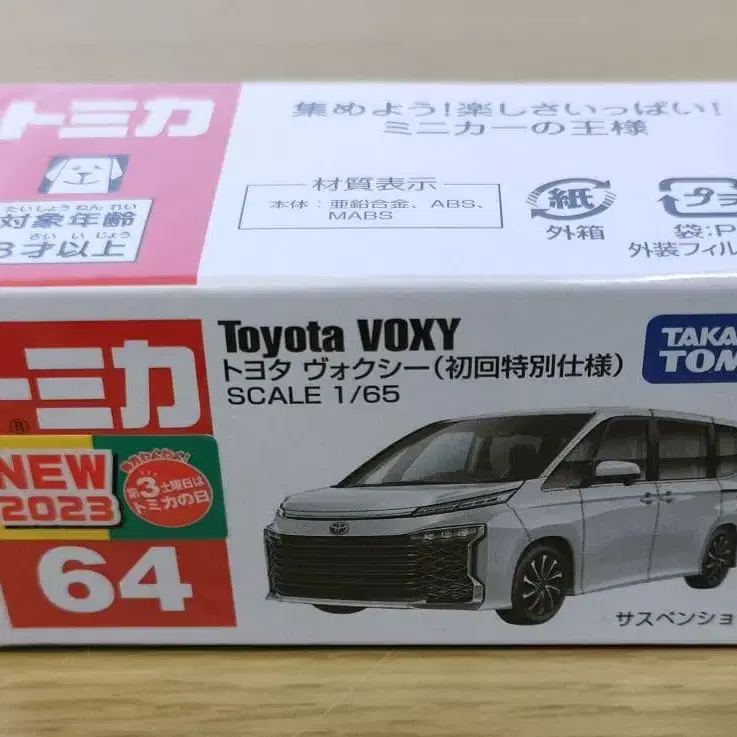 トミカ
たいしょうねんれい
対象年齢
さいいじょう
3才以上
集めよう!楽しさいっぱい!
ミニカーの王様
材質表示
本体:亜鉛合金、ABS、
MABS
紙
外箱
プラ
袋:P
外装フィル
トミカ
®
NEW
2023
第3土曜日は
トミカの日
64
Toyota VOXY
トヨタ ヴォクシー(初回特別仕様)
SCALE 1/65
TAKA
TOM
サスペンショ